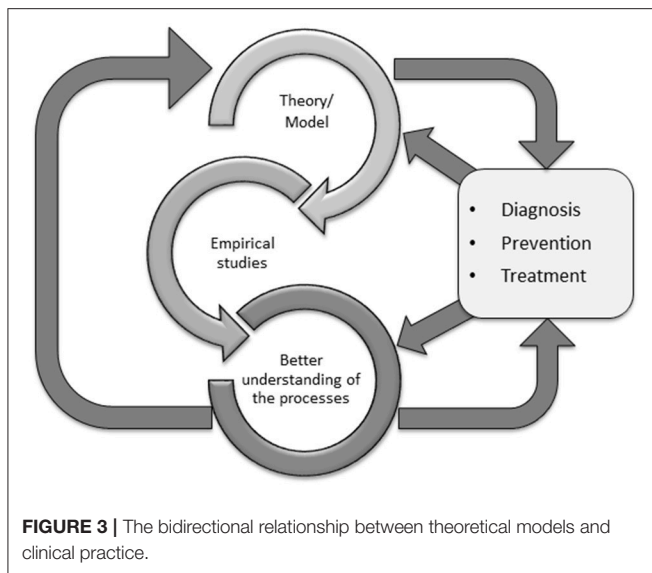 Theory/
Model
Empirical
studies
Better
understanding of
the processes
• Diagnosis
• Prevention
• Treatment
FIGURE 3 | The bidirectional relationship between theoretical models and
clinical practice.